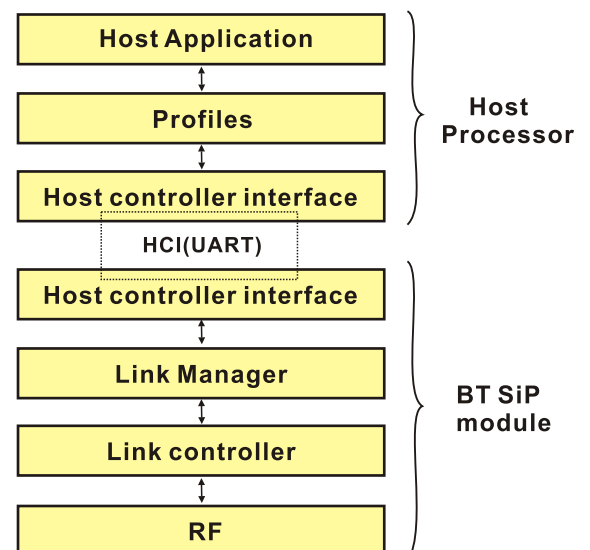 Host Application
Profiles
Host
Processor
Host controller interface
HCI(UART)
Host controller interface
Link Manager
BT SiP
module
Link controller
RF